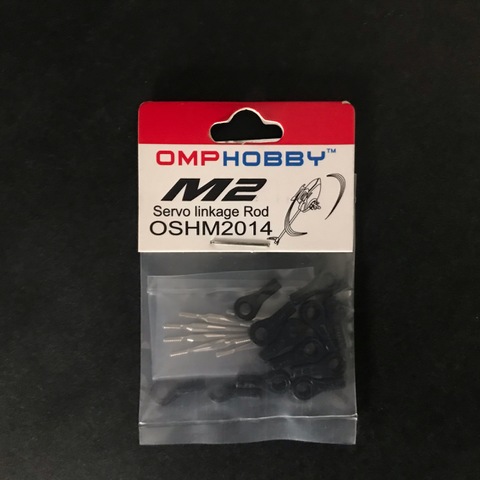 OMPHOBBY™
M2
Servo linkage Rod
OSHM2014